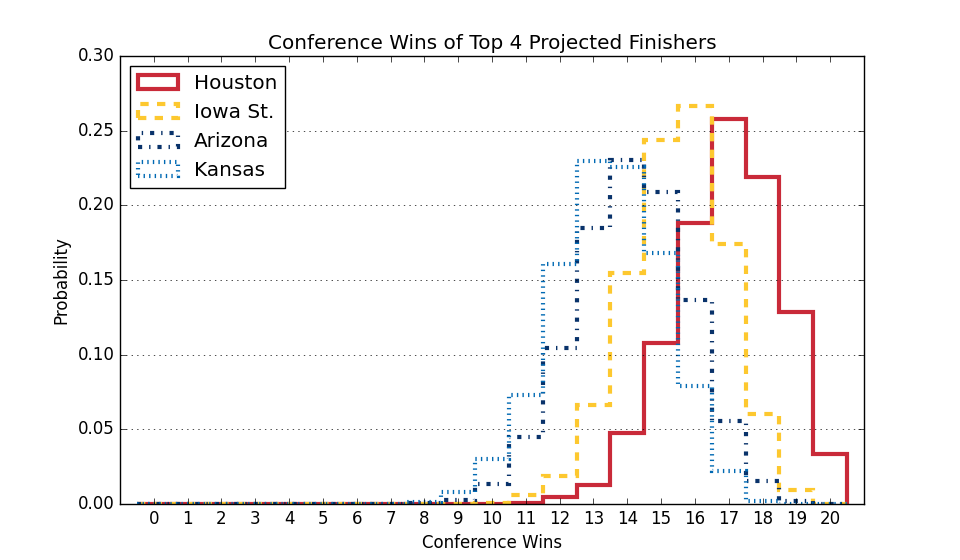 Conference Wins of Top 4 Projected Finishers
0.30
0.25
0.20
0.15
0.10
0.05
0.00
Probability
Houston
Iowa St.
Arizona
Kansas
0 1 2 3 4 5 6 7 8 9 10 11 12 13 14 15 16 17 18 19 20
Conference Wins